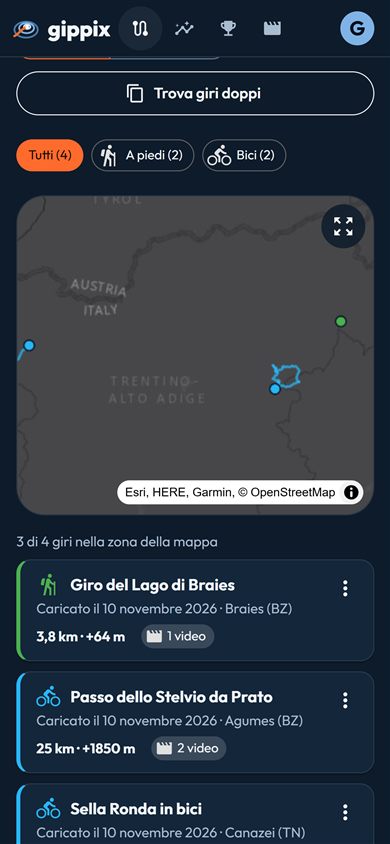 gippix
G
Trova giri doppi
Tutti (4)
A piedi (2)
Bici (2)
TYROL
AUSTRIA
ITALY
TRENTINO-
ALTO ADIGE
Esri, HERE, Garmin, © OpenStreetMap
3 di 4 giri nella zona della mappa
Giro del Lago di Braies
Caricato il 10 novembre 2026 · Braies (BZ)
3,8 km · +64 m
1 video
Passo dello Stelvio da Prato
Caricato il 10 novembre 2026 · Agumes (BZ)
25 km · +1850 m
2 video
Sella Ronda in bici
Caricato il 10 novembre 2026 · Canazei (TN)